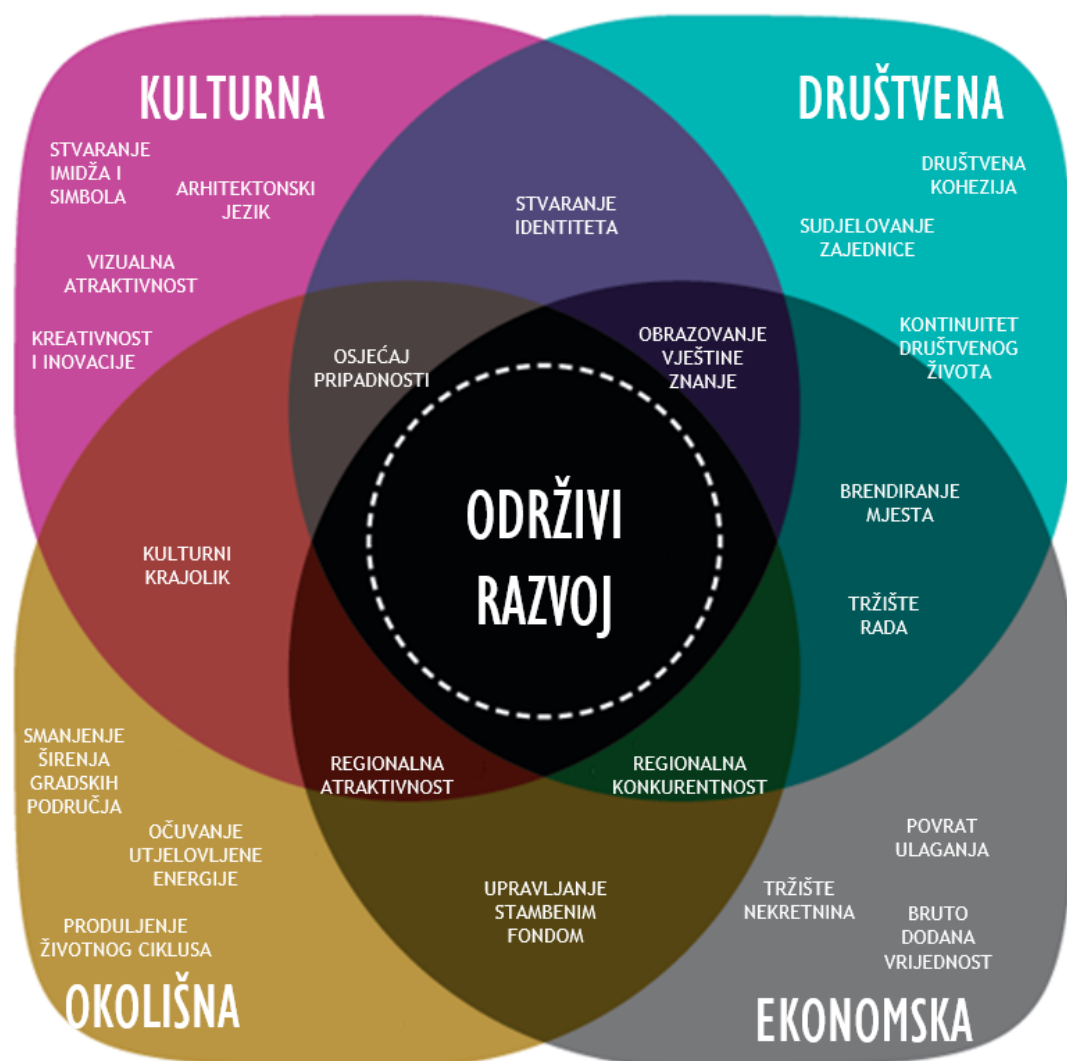 KULTURNA
DRUŠTVENA
STVARANJE
IMIDŽA I
SIMBOLA
ARHITEKTONSKI
JEZIK
VIZUALNA
ATRAKTIVNOST
KREATIVNOST
I INOVACIJE
STVARANJE
IDENTITETA
DRUŠTVENA
KOHEZIJA
SUDJELOVANJE
ZAJEDNICE
KONTINUITET
DRUŠTVENOG
ŽIVOTA
OSJEĆAJ
PRIPADNOSTI
OBRAZOVANJE
VJEŠTINE
ZNANJE
KULTURNI
KRAJOLIK
ODRŽIVI
RAZVOJ
BRENDIRANJE
MJESTA
TRŽIŠTE
RADA
REGIONALNA
ATRAKTIVNOST
REGIONALNA
KONKURENTNOST
SMANJENJE
ŠIRENJA
GRADSKIH
PODRUČJA
OČUVANJE
UTJELOVLJENE
ENERGIJE
PRODULJENJE
ŽIVOTNOG CIKLUSA
UPRAVLJANJE
STAMBENIM
FONDOM
POVRAT
ULAGANJA
TRŽIŠTE
NEKRETNINA
BRUTO
DODANA
VRIJEDNOST
OKOLIŠNA
EKONOMSKA